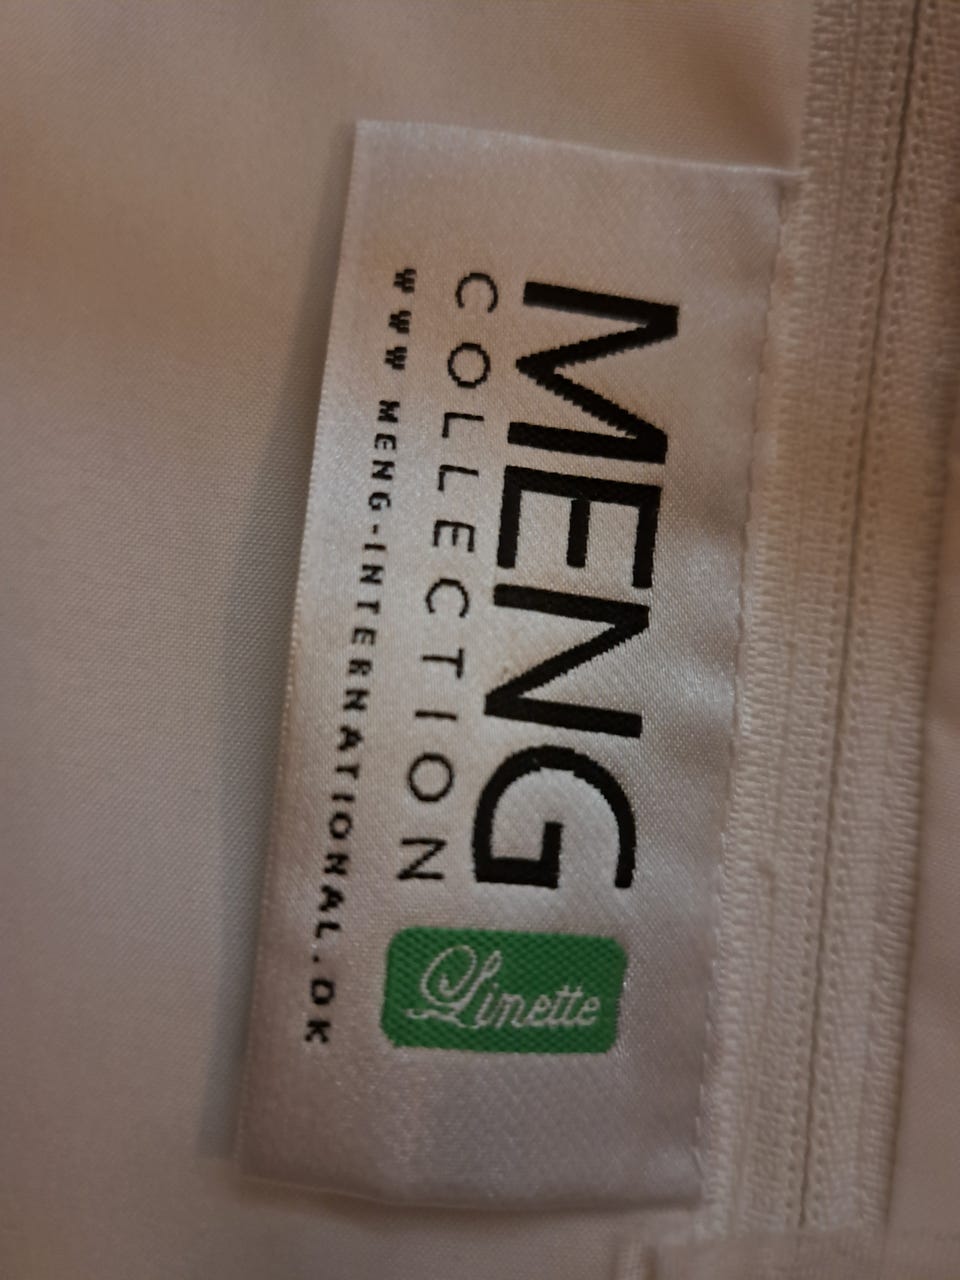 MENG
COLLECTION
WWW MENG-INTERNATIONAL.DK
Linette